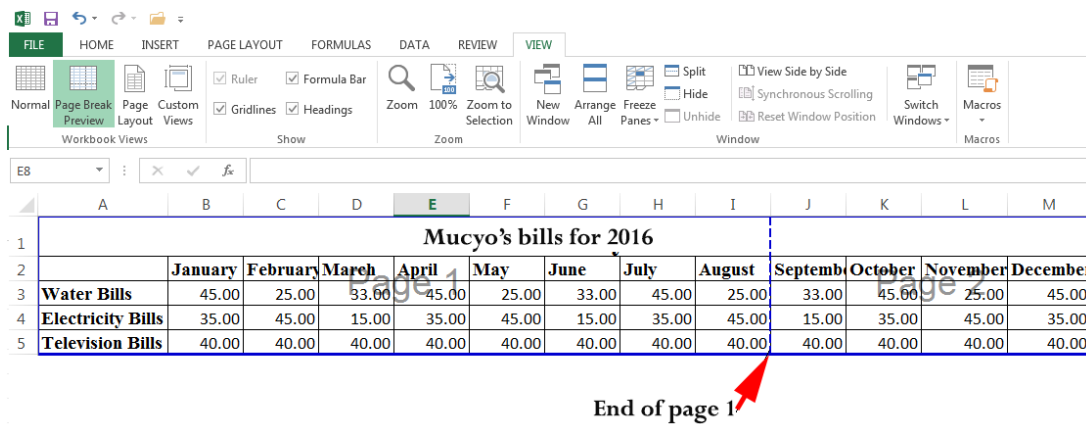 FILE HOME INSERT PAGE LAYOUT FORMULAS DATA REVIEW VIEW
Normal Page Break Preview Page Layout Custom Views Ruler Formula Bar Gridlines Headings Zoom 100% Zoom to Selection New Window Arrange All Freeze Panes Split Hide Unhide View Side by Side Synchronous Scrolling Reset Window Position Switch Windows Macros
Workbook Views Show Zoom Window Macros
E8 fx
A B C D E F G H I J K L M
1 Mucyo's bills for 2016
2 January February March April May June July August Septembe October November December
Page 1 Page 2
3 Water Bills 45.00 25.00 33.00 45.00 25.00 33.00 45.00 25.00 33.00 45.00 25.00 45.00
4 Electricity Bills 35.00 45.00 15.00 35.00 45.00 15.00 35.00 45.00 15.00 35.00 45.00 35.00
5 Television Bills 40.00 40.00 40.00 40.00 40.00 40.00 40.00 40.00 40.00 40.00 40.00 40.00
End of page 1